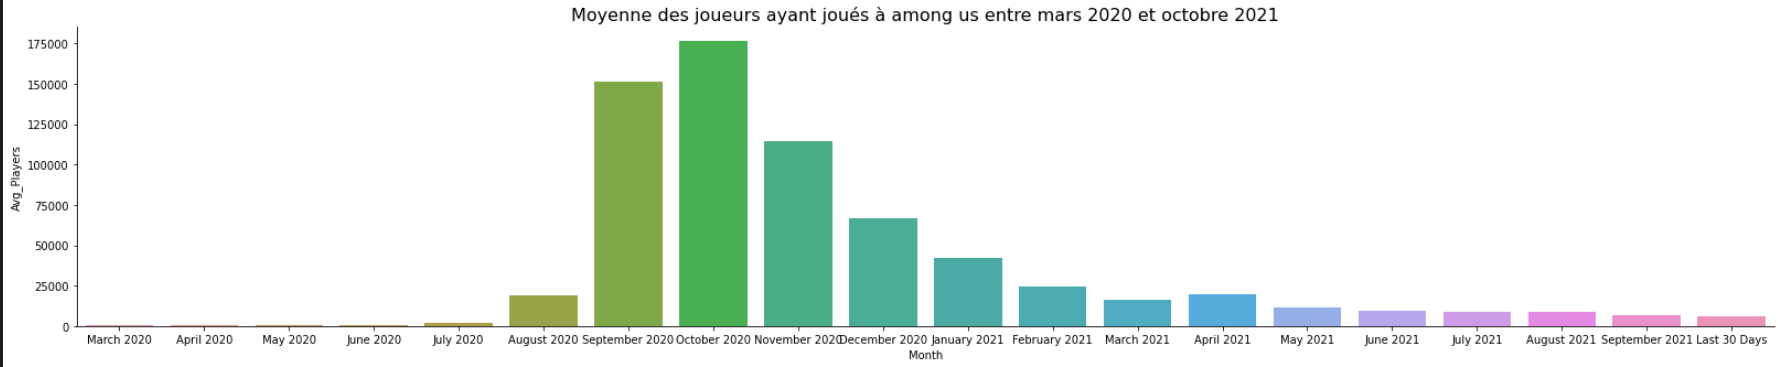 Moyenne des joueurs ayant joués à among us entre mars 2020 et octobre 2021
175000
150000
125000
100000
75000
50000
25000
0
Avg_Players
March 2020 April 2020 May 2020 June 2020 July 2020 August 2020 September 2020 October 2020 November 2020 December 2020 January 2021 February 2021 March 2021 April 2021 May 2021 June 2021 July 2021 August 2021 September 2021 Last 30 Days
Month